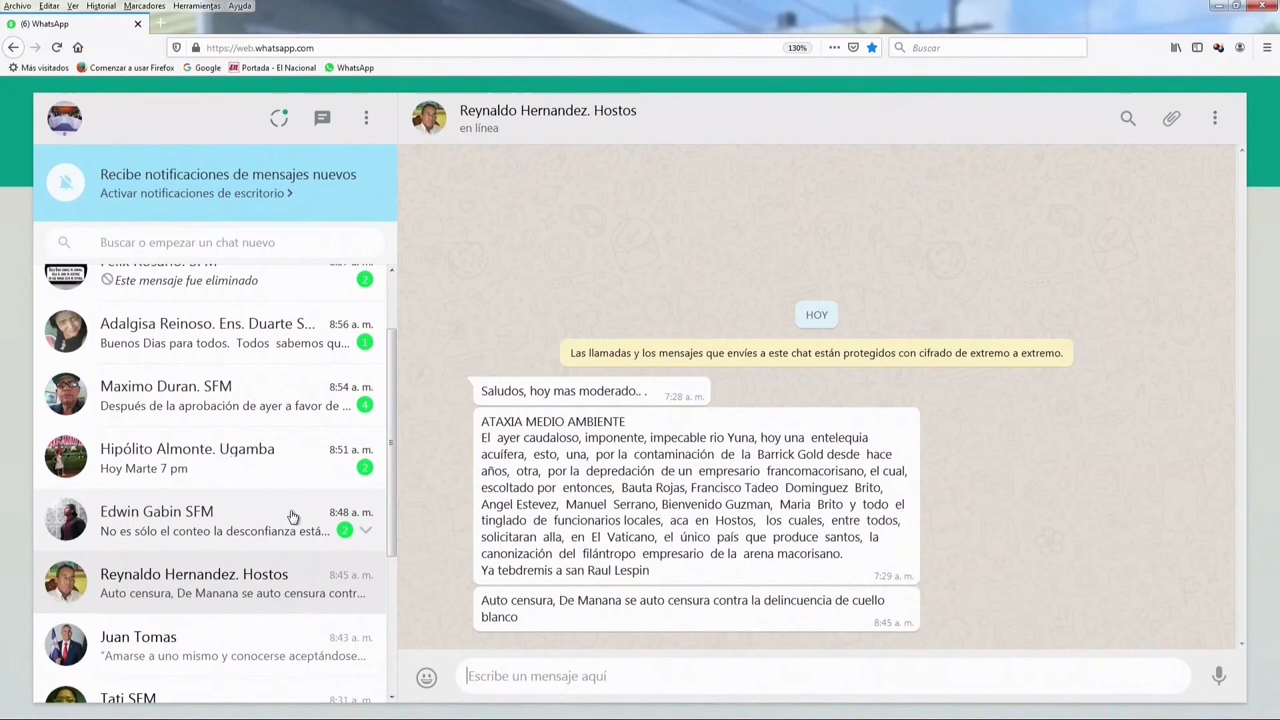 Archivo Editar Ver Historial Marcadores Herramientas Ayuda
(6) WhatsApp
https://web.whatsapp.com
130%
Buscar
Más visitados Comenzar a usar Firefox Google Portada - El Nacional WhatsApp
Recibe notificaciones de mensajes nuevos
Activar notificaciones de escritorio
Buscar o empezar un chat nuevo
Este mensaje fue eliminado 2
Adalgisa Reinoso. Ens. Duarte S... 8:56 a. m.
Buenos Dias para todos. Todos sabemos qu... 1
Maximo Duran. SFM 8:54 a. m.
Después de la aprobación de ayer a favor de ... 4
Hipólito Almonte. Ugamba 8:51 a. m.
Hoy Marte 7 pm 2
Edwin Gabin SFM 8:48 a. m.
No es sólo el conteo la desconfianza está... 2
Reynaldo Hernandez. Hostos 8:45 a. m.
Auto censura, De Manana se auto censura contr...
Juan Tomas 8:43 a. m.
“Amarse a uno mismo y conocerse aceptándose...
Tati SFM 8:31 a. m.
Reynaldo Hernandez. Hostos
en línea
HOY
Las llamadas y los mensajes que envíes a este chat están protegidos con cifrado de extremo a extremo.
Saludos, hoy mas moderado.. . 7:28 a. m.
ATAXIA MEDIO AMBIENTE
El ayer caudaloso, imponente, impecable rio Yuna, hoy una entelequia
acuífera, esto, una, por la contaminación de la Barrick Gold desde hace
años, otra, por la depredación de un empresario francomacorisano, el cual,
escoltado por entonces, Bauta Rojas, Francisco Tadeo Dominguez Brito,
Angel Estevez, Manuel Serrano, Bienvenido Guzman, Maria Brito y todo el
tinglado de funcionarios locales, aca en Hostos, los cuales, entre todos,
solicitaran alla, en El Vaticano, el único país que produce santos, la
canonización del filántropo empresario de la arena macorisano.
Ya tebdremis a san Raul Lespin 7:29 a. m.
Auto censura, De Manana se auto censura contra la delincuencia de cuello
blanco 8:45 a. m.
Escribe un mensaje aquí